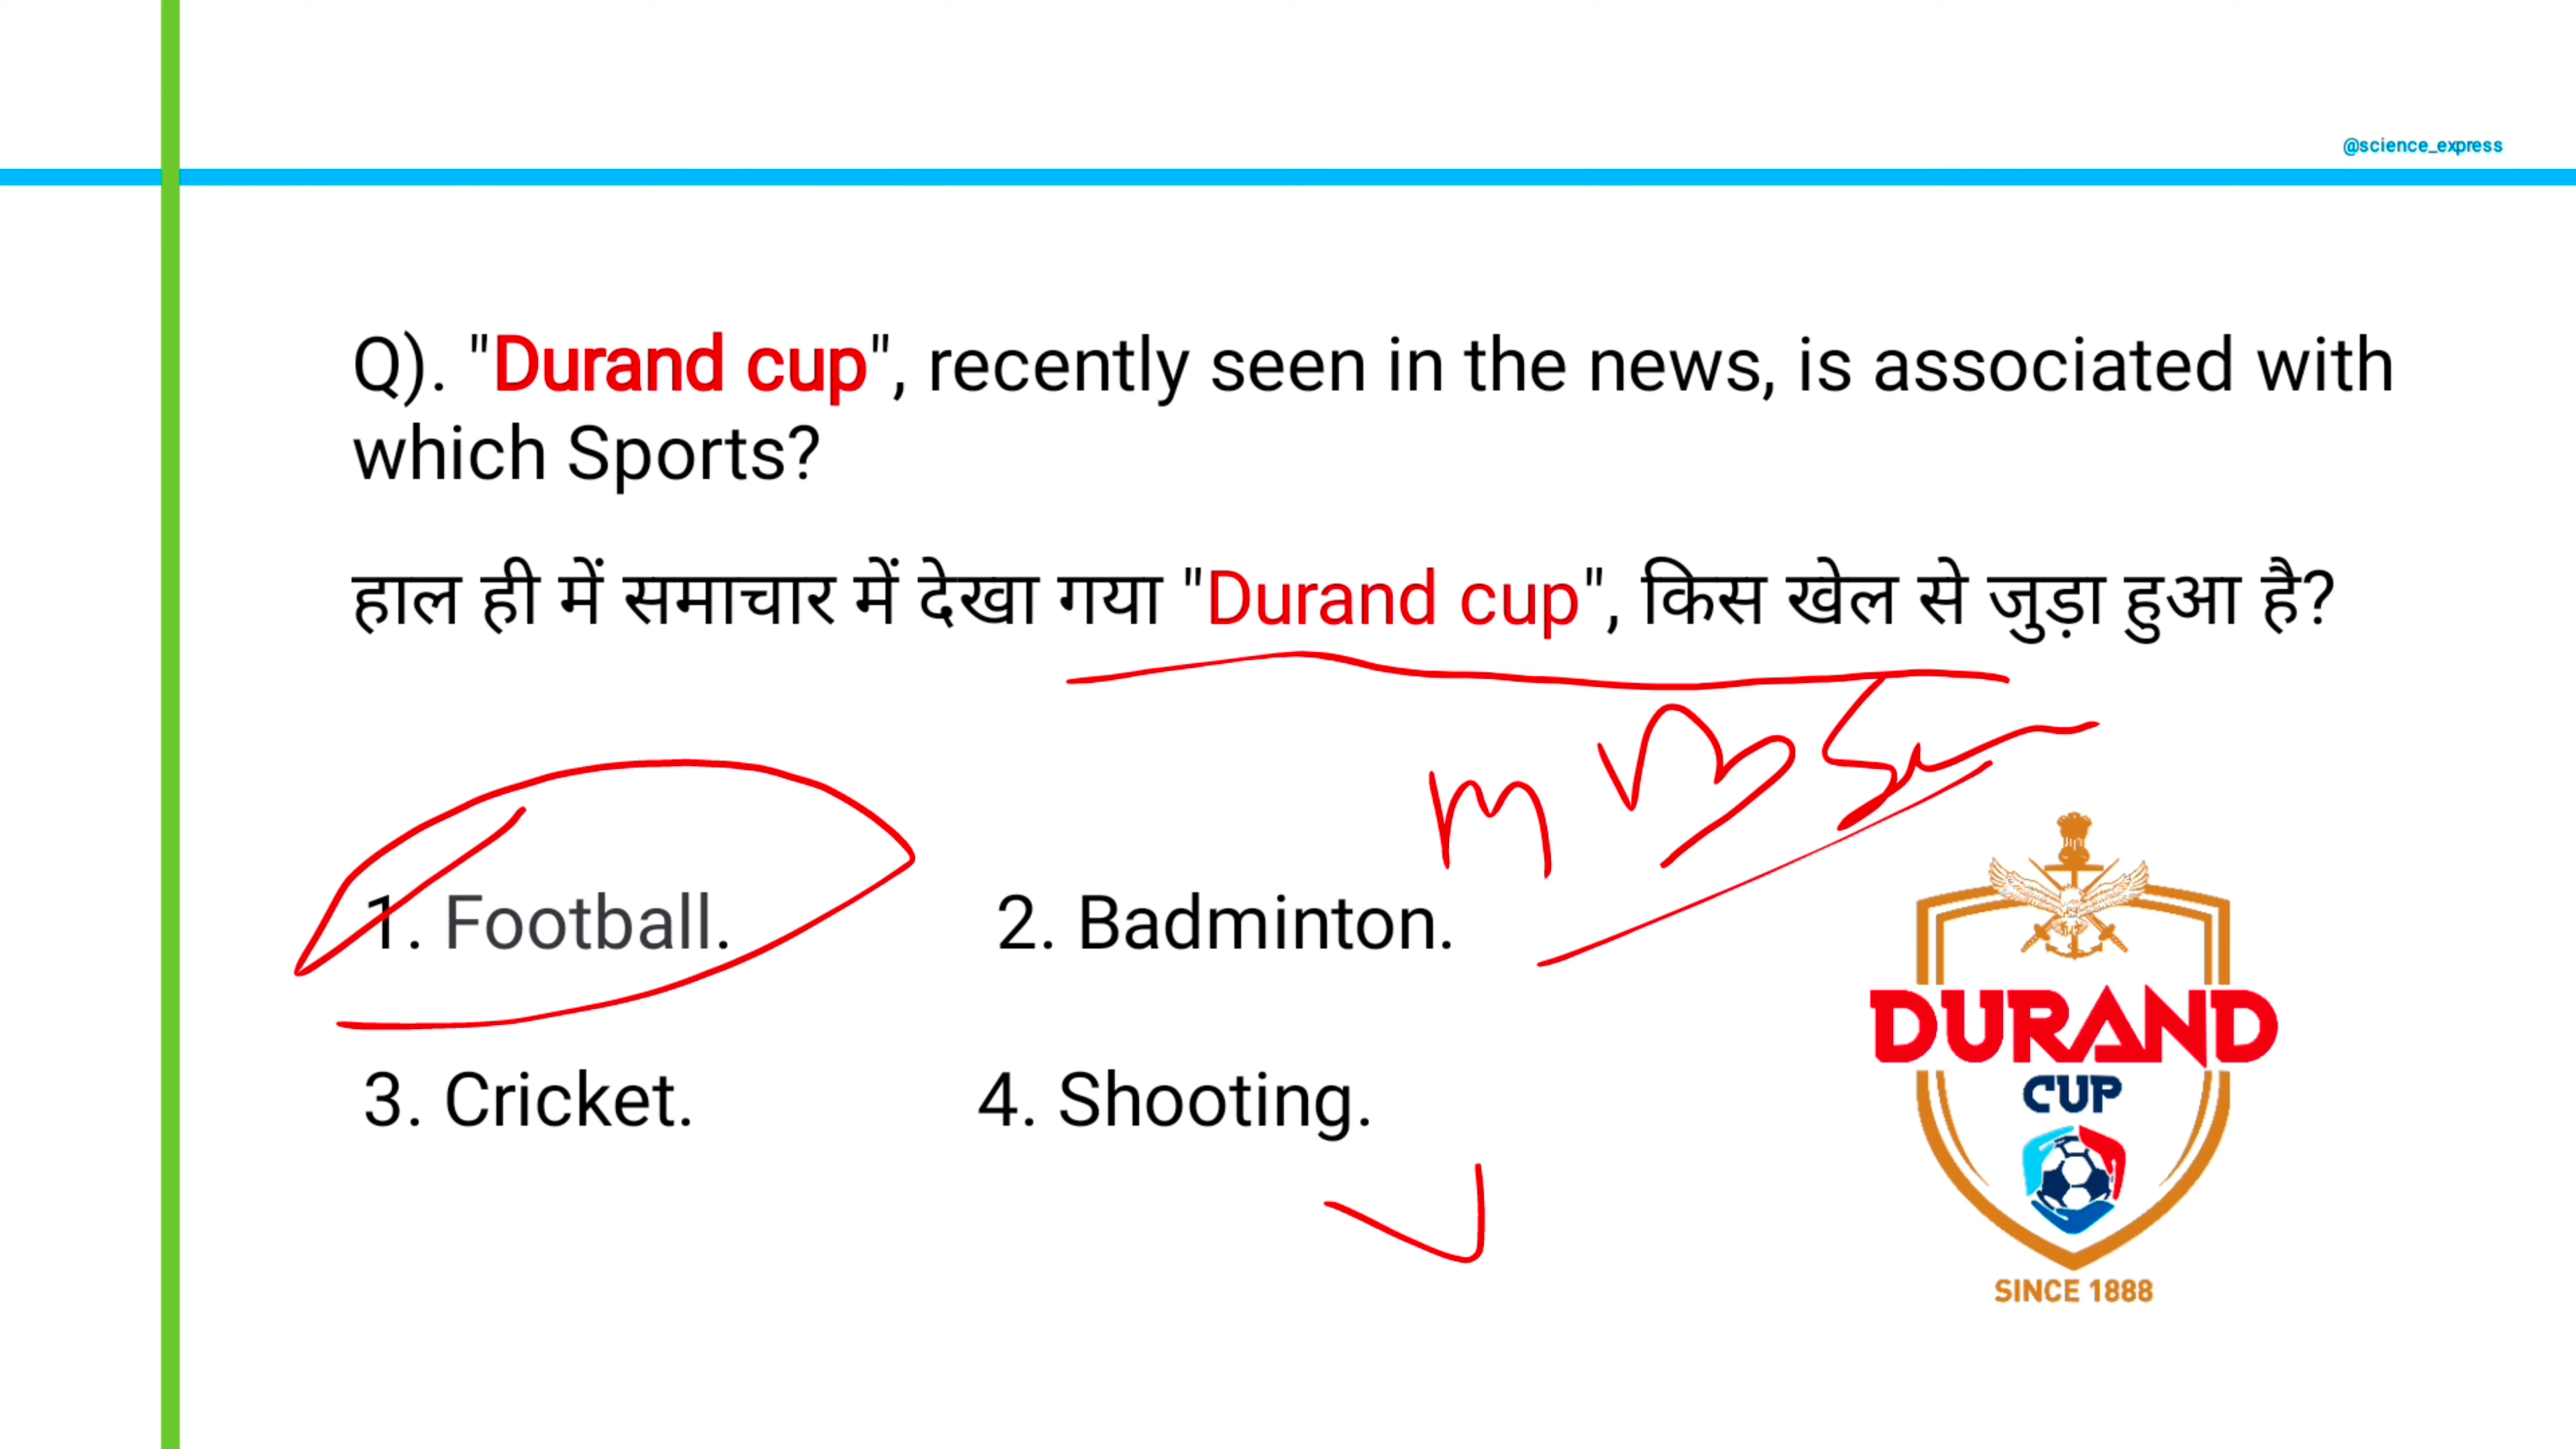 @science_express
Q). "Durand cup", recently seen in the news, is associated with
which Sports?
हाल ही में समाचार में देखा गया "Durand cup", किस खेल से जुड़ा हुआ है?
1. Football.
2. Badminton.
3. Cricket.
4. Shooting.
DURAND
CUP
SINCE 1888